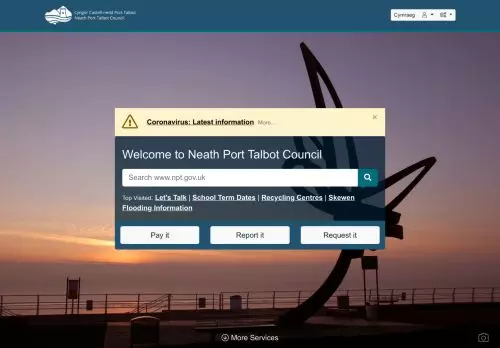 Cyngor Castell-nedd Port Talbot
Neath Port Talbot Council
Cymraeg
Coronavirus: Latest information More...
×
Welcome to Neath Port Talbot Council
Search www.npt.gov.uk
Top Visited: Let's Talk | School Term Dates | Recycling Centres | Skewen
Flooding Information
Pay it Report it Request it
More Services